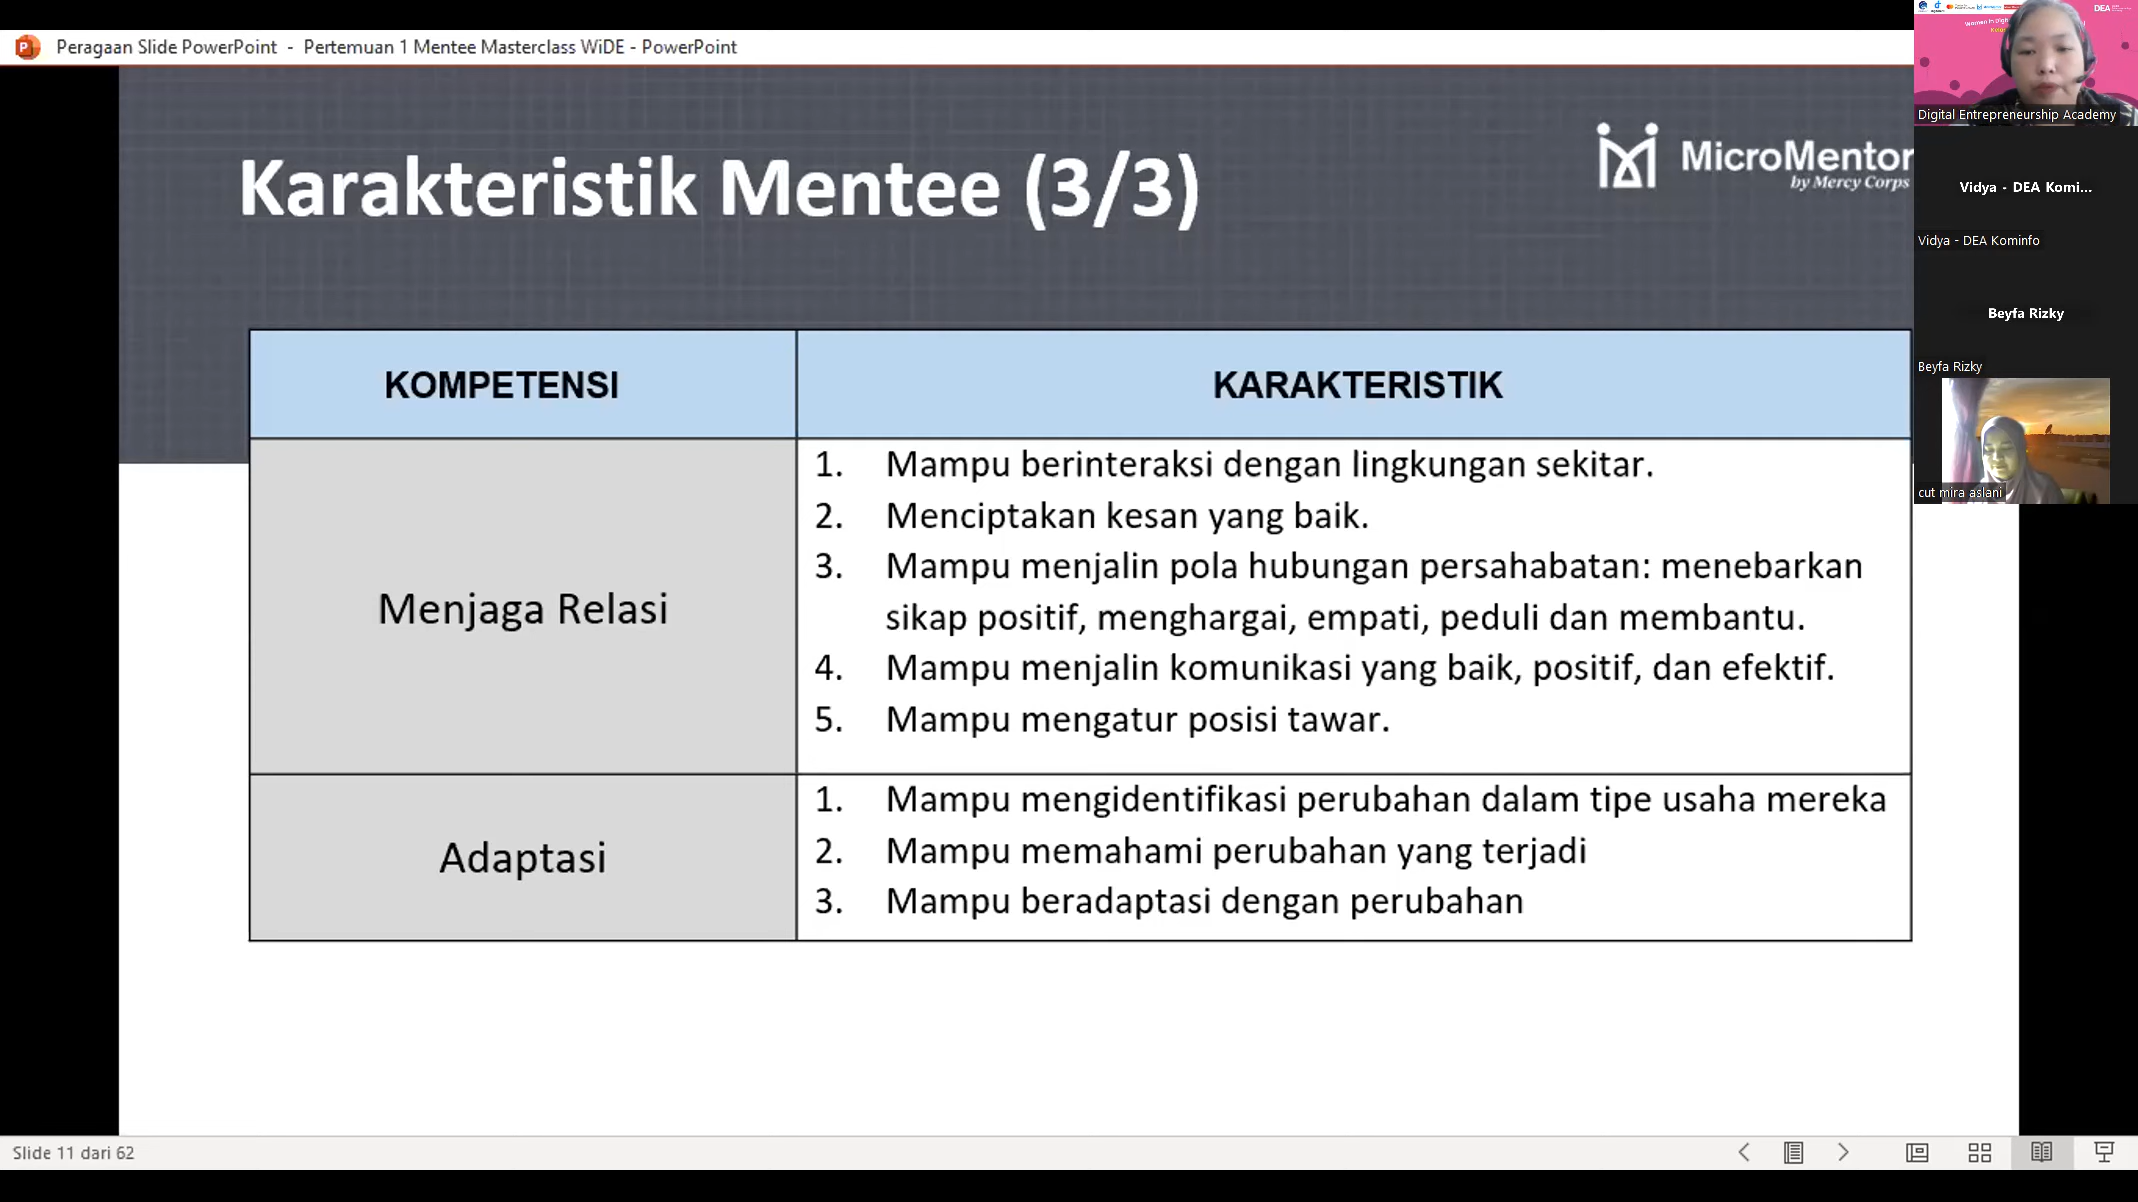 Peragaan Slide PowerPoint - Pertemuan 1 Mentee Masterclass WiDE - PowerPoint
Karakteristik Mentee (3/3)
MicroMentor
by Mercy Corps
KOMPETENSI
KARAKTERISTIK
Menjaga Relasi
1. Mampu berinteraksi dengan lingkungan sekitar.
2. Menciptakan kesan yang baik.
3. Mampu menjalin pola hubungan persahabatan: menebarkan
sikap positif, menghargai, empati, peduli dan membantu.
4. Mampu menjalin komunikasi yang baik, positif, dan efektif.
5. Mampu mengatur posisi tawar.
Adaptasi
1. Mampu mengidentifikasi perubahan dalam tipe usaha mereka
2. Mampu memahami perubahan yang terjadi
3. Mampu beradaptasi dengan perubahan
DEA
Digital Entrepreneurship Academy
Vidya - DEA Komi...
Vidya - DEA Kominfo
Beyfa Rizky
Beyfa Rizky
cut mira aslani
Slide 11 dari 62